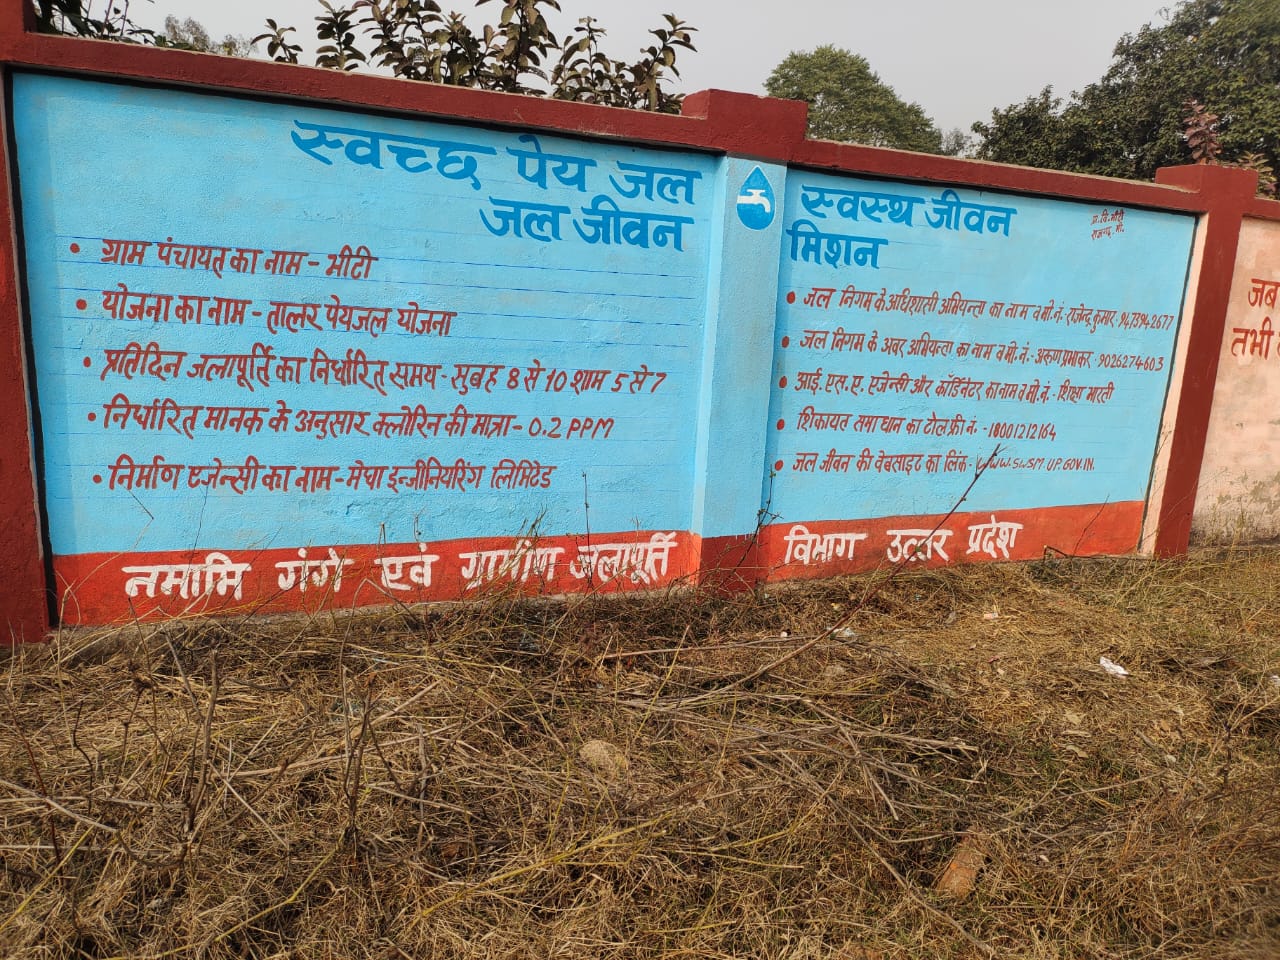 स्वच्छ पेय जल
जल जीवन
• ग्राम पंचायत का नाम - मीटी
• योजना का नाम - तालर पेयजल योजना
• प्रतिदिन जलापूर्ति का निर्धारित समय - सुबह 8 से 10 शाम 5 से 7
• निर्धारित मानक के अनुसार क्लोरिन की मात्रा - 0.2 PPM
• निर्माण एजेन्सी का नाम - मेघा इन्जीनियरिंग लिमिटेड
स्वस्थ जीवन
मिशन
प्रा. वि. मीटी
• जल निगम के अधिशासी अभियन्ता का नाम व मो. नं. - राजेन्द्र कुमार - 9473942677
• जल निगम के अवर अभियन्ता का नाम व मो. नं. - अरूण प्रभाकर - 9026274603
• आई. एस. ए. एजेन्सी और कॉर्डिनेटर का नाम व मो. नं. - शिक्षा भारती
• शिकायत समाधान का टोल फ्री नं. - 18001212164
• जल जीवन की वेबसाइट का लिंक - WWW.SWSM.UP.GOV.IN.
नमामि गंगे एवं ग्रामीण जलापूर्ति विभाग उत्तर प्रदेश
जब
तभी